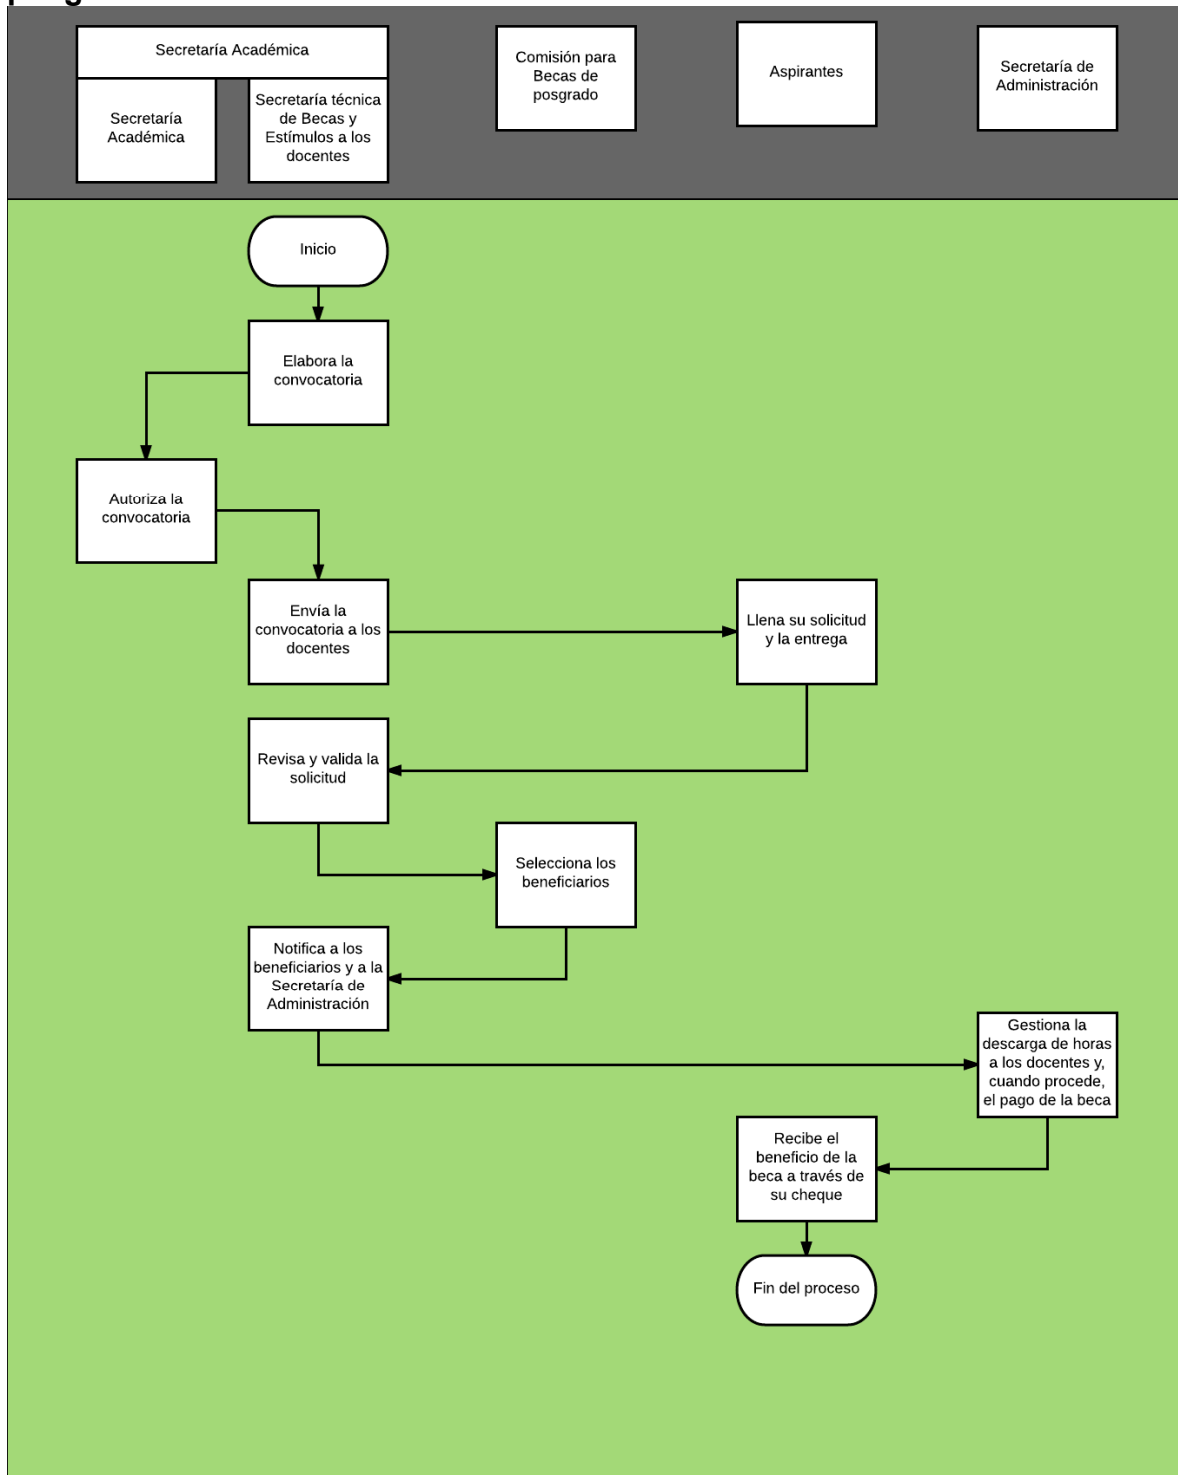 Secretaría Académica
Secretaría
Académica
Secretaría técnica
de Becas y
Estímulos a los
docentes
Comisión para
Becas de
posgrado
Aspirantes
Secretaría de
Administración
Inicio
Elabora la
convocatoria
Autoriza la
convocatoria
Envía la
convocatoria a los
docentes
Llena su solicitud
y la entrega
Revisa y valida la
solicitud
Selecciona los
beneficiarios
Notifica a los
beneficiarios y a la
Secretaría de
Administración
Gestiona la
descarga de horas
a los docentes y,
cuando procede,
el pago de la beca
Recibe el
beneficio de la
beca a través de
su cheque
Fin del proceso